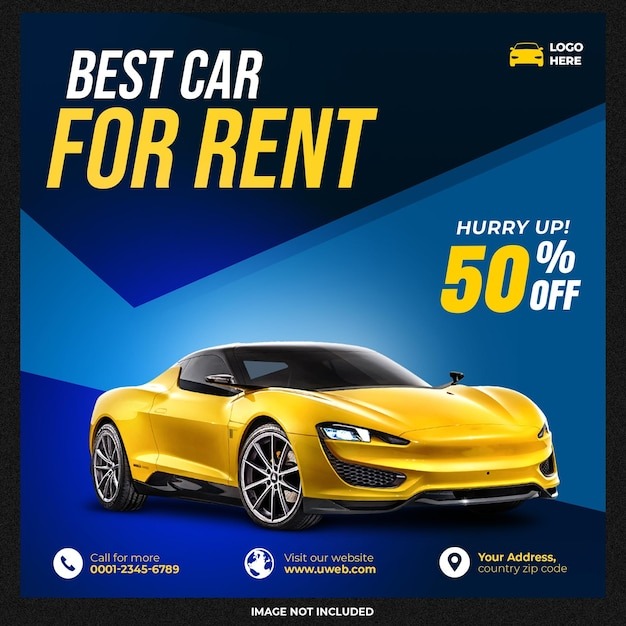 BEST CAR
FOR RENT
LOGO
HERE
HURRY UP!
50% OFF
Call for more
0001-2345-6789
Visit our website
www.uweb.com
Your Address,
country zip code
IMAGE NOT INCLUDED